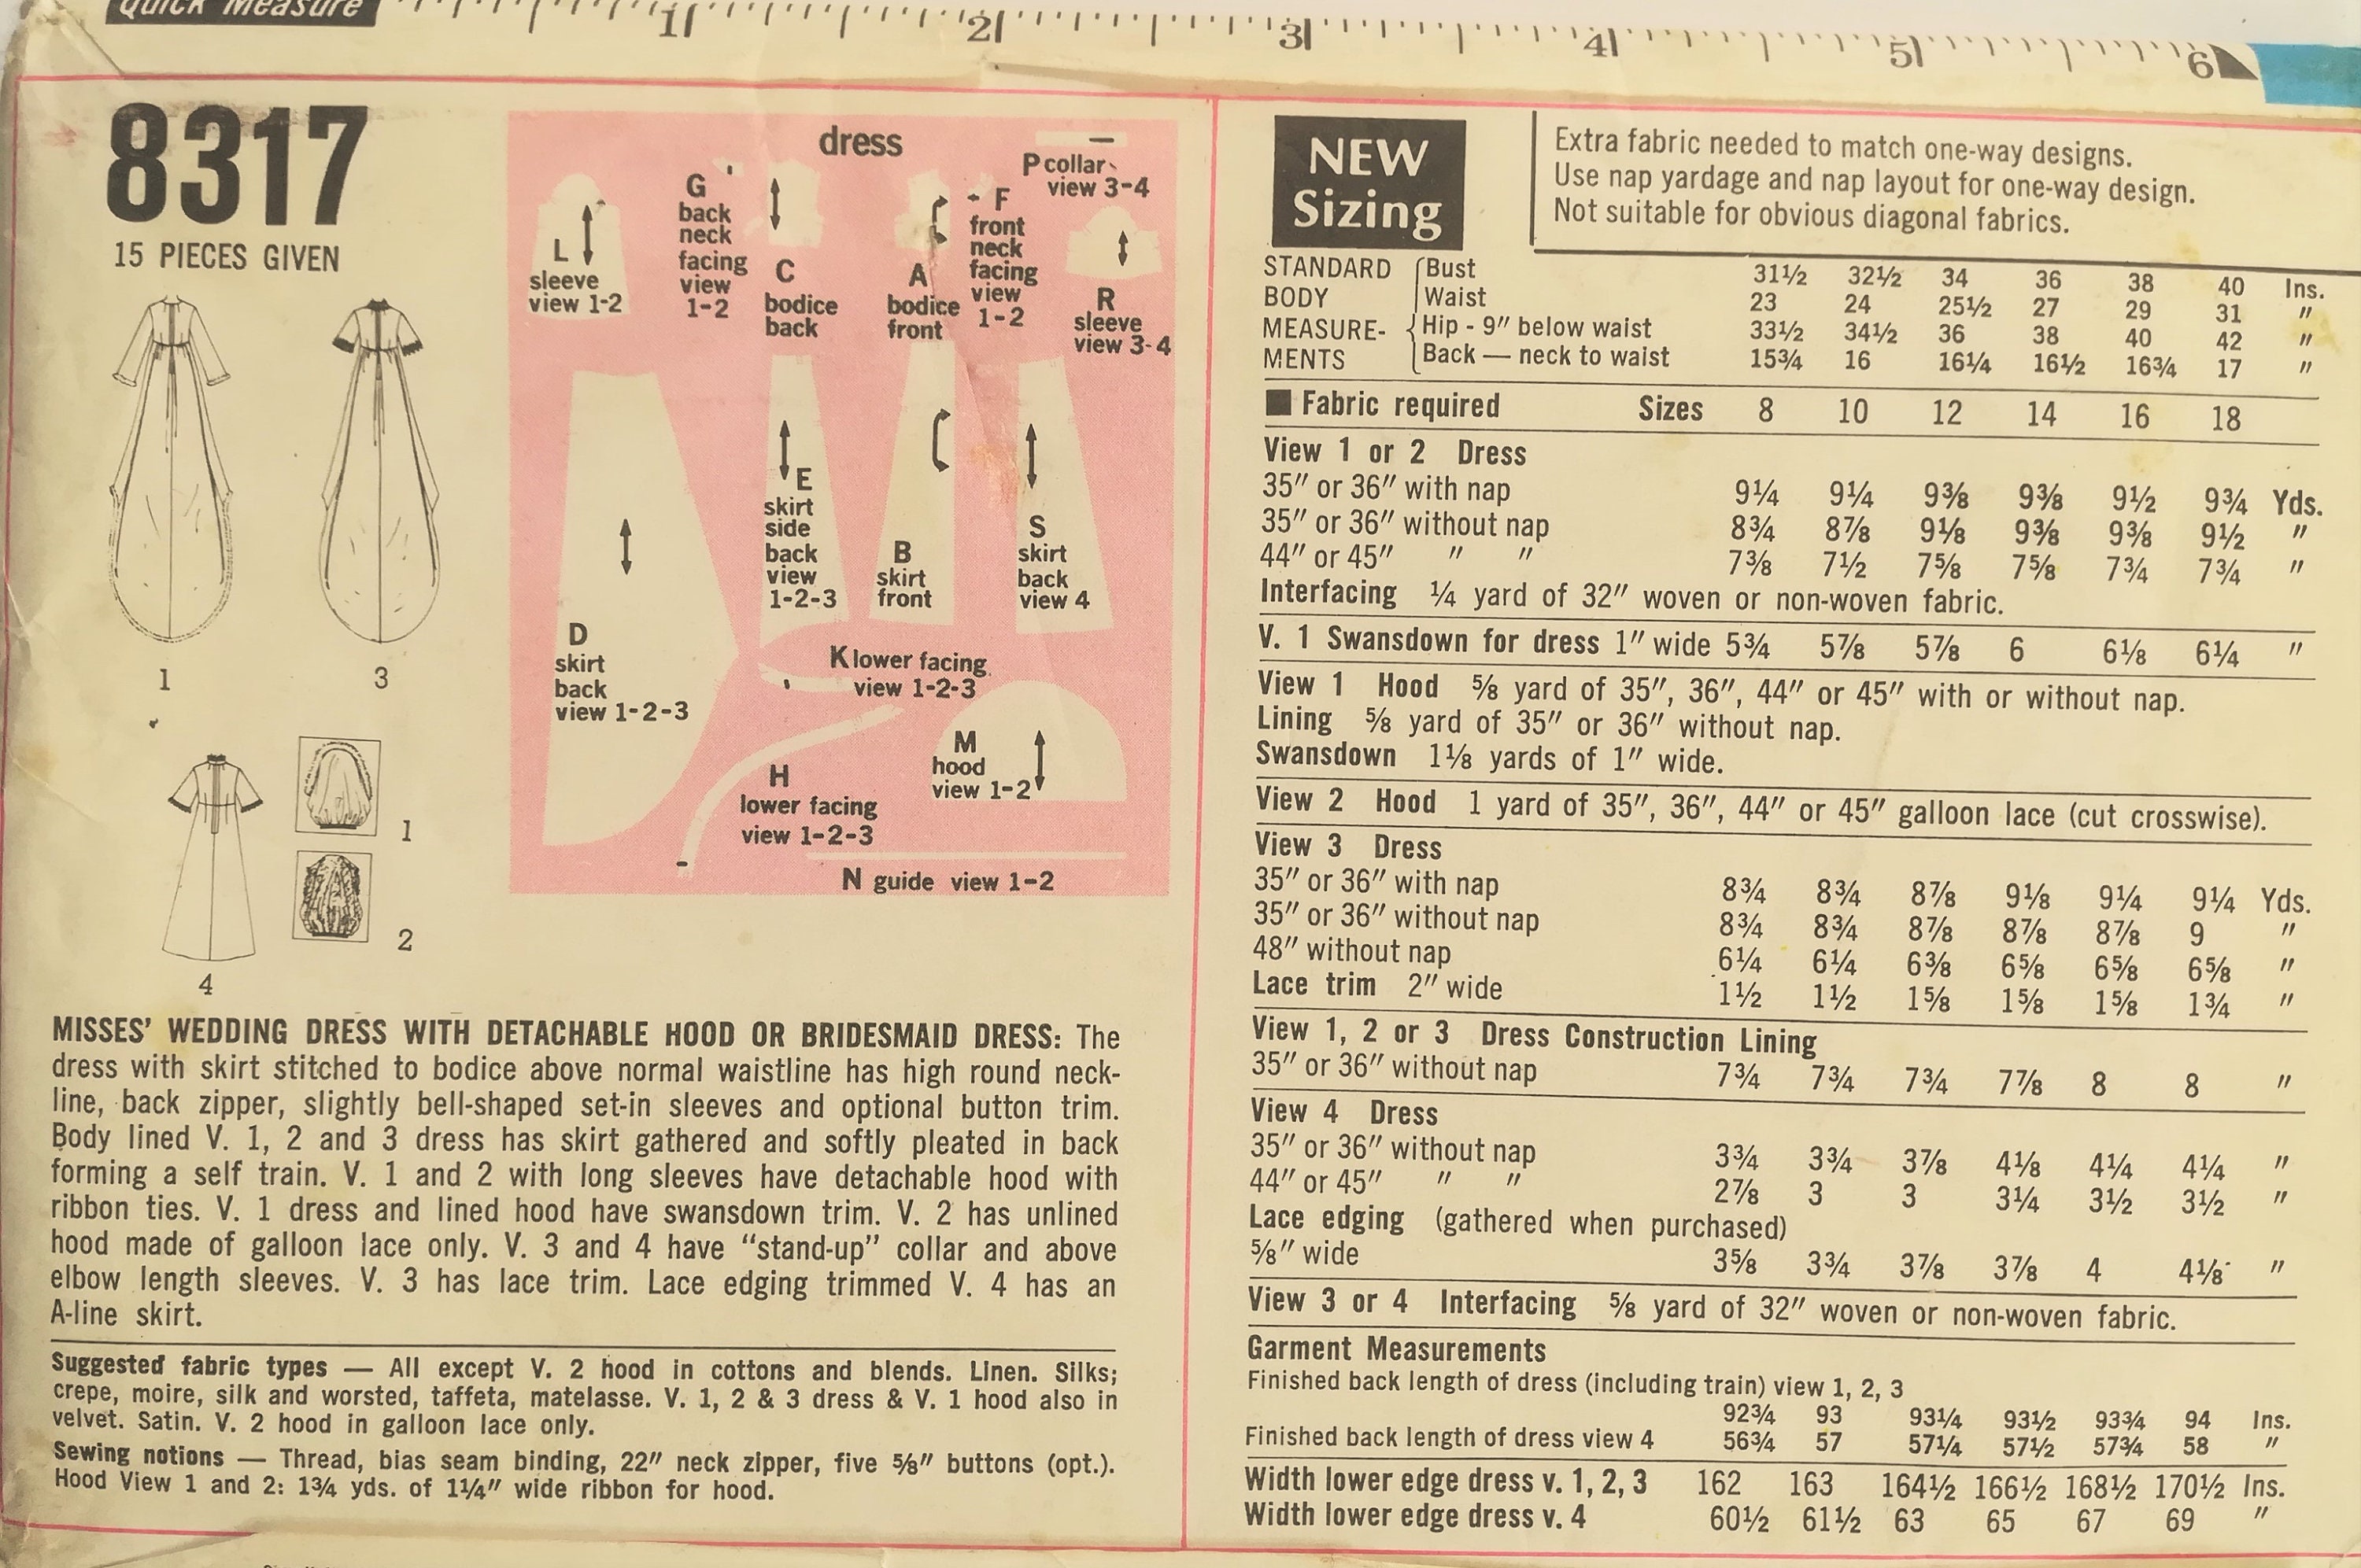 Quick Measure
1 2 3 4 5 6
8317
15 PIECES GIVEN
1
3
4
1
2
dress
L
sleeve
view 1-2
G
back
neck
facing
view
1-2
C
bodice
back
A
bodice
front
F
front
neck
facing
view
1-2
P collar
view 3-4
R
sleeve
view 3-4
D
skirt
back
view 1-2-3
E
skirt
side
back
view
1-2-3
B
skirt
front
S
skirt
back
view 4
K lower facing
view 1-2-3
H
lower facing
view 1-2-3
M
hood
view 1-2
N guide view 1-2
MISSES' WEDDING DRESS WITH DETACHABLE HOOD OR BRIDESMAID DRESS: The
dress with skirt stitched to bodice above normal waistline has high round neck-
line, back zipper, slightly bell-shaped set-in sleeves and optional button trim.
Body lined V. 1, 2 and 3 dress has skirt gathered and softly pleated in back
forming a self train. V. 1 and 2 with long sleeves have detachable hood with
ribbon ties. V. 1 dress and lined hood have swansdown trim. V. 2 has unlined
hood made of galloon lace only. V. 3 and 4 have "stand-up" collar and above
elbow length sleeves. V. 3 has lace trim. Lace edging trimmed V. 4 has an
A-line skirt.
Suggested fabric types — All except V. 2 hood in cottons and blends. Linen. Silks;
crepe, moire, silk and worsted, taffeta, matelasse. V. 1, 2 & 3 dress & V. 1 hood also in
velvet. Satin. V. 2 hood in galloon lace only.
Sewing notions — Thread, bias seam binding, 22" neck zipper, five ⅝" buttons (opt.).
Hood View 1 and 2: 1¾ yds. of 1¼" wide ribbon for hood.
NEW
Sizing
Extra fabric needed to match one-way designs.
Use nap yardage and nap layout for one-way design.
Not suitable for obvious diagonal fabrics.
STANDARD Bust 31½ 32½ 34 36 38 40 Ins.
BODY Waist 23 24 25½ 27 29 31 "
MEASURE- Hip - 9" below waist 33½ 34½ 36 38 40 42 "
MENTS Back — neck to waist 15¾ 16 16¼ 16½ 16¾ 17 "
■ Fabric required Sizes 8 10 12 14 16 18
View 1 or 2 Dress
35" or 36" with nap 9¼ 9¼ 9⅜ 9⅜ 9½ 9¾ Yds.
35" or 36" without nap 8¾ 8⅞ 9⅛ 9⅜ 9⅜ 9½ "
44" or 45" " " 7⅜ 7½ 7⅝ 7⅝ 7¾ 7¾ "
Interfacing ¼ yard of 32" woven or non-woven fabric.
V. 1 Swansdown for dress 1" wide 5¾ 5⅞ 5⅞ 6 6⅛ 6¼ "
View 1 Hood ⅝ yard of 35", 36", 44" or 45" with or without nap.
Lining ⅝ yard of 35" or 36" without nap.
Swansdown 1⅛ yards of 1" wide.
View 2 Hood 1 yard of 35", 36", 44" or 45" galloon lace (cut crosswise).
View 3 Dress
35" or 36" with nap 8¾ 8¾ 8⅞ 9⅛ 9¼ 9¼ Yds.
35" or 36" without nap 8¾ 8¾ 8⅞ 8⅞ 8⅞ 9 "
48" without nap 6¼ 6¼ 6⅜ 6⅝ 6⅝ 6⅝ "
Lace trim 2" wide 1½ 1½ 1⅝ 1⅝ 1⅝ 1¾ "
View 1, 2 or 3 Dress Construction Lining
35" or 36" without nap 7¾ 7¾ 7¾ 7⅞ 8 8 "
View 4 Dress
35" or 36" without nap 3¾ 3¾ 3⅞ 4⅛ 4¼ 4¼ "
44" or 45" " " 2⅞ 3 3 3¼ 3½ 3½ "
Lace edging (gathered when purchased)
⅝" wide 3⅝ 3¾ 3⅞ 3⅞ 4 4⅛ "
View 3 or 4 Interfacing ⅝ yard of 32" woven or non-woven fabric.
Garment Measurements
Finished back length of dress (including train) view 1, 2, 3
92¾ 93 93¼ 93½ 93¾ 94 Ins.
Finished back length of dress view 4 56¾ 57 57¼ 57½ 57¾ 58 "
Width lower edge dress v. 1, 2, 3 162 163 164½ 166½ 168½ 170½ Ins.
Width lower edge dress v. 4 60½ 61½ 63 65 67 69 "